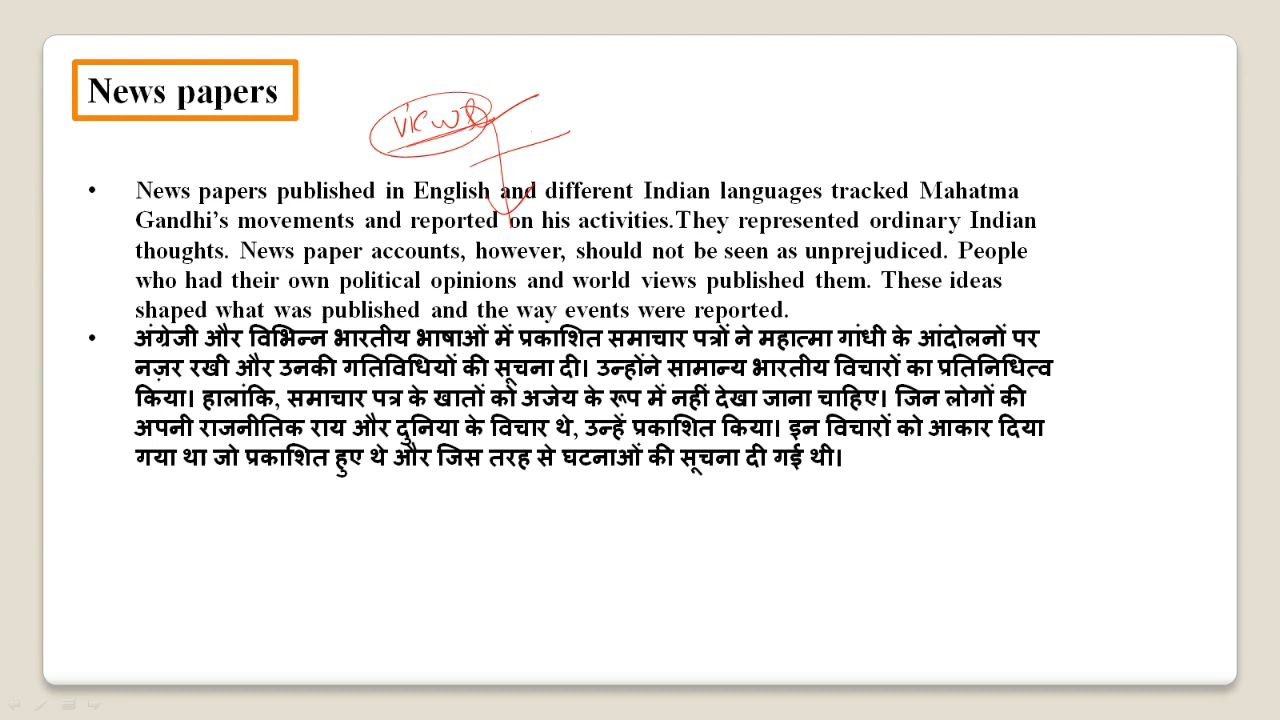 News papers
views
• News papers published in English and different Indian languages tracked Mahatma
Gandhi's movements and reported on his activities.They represented ordinary Indian
thoughts. News paper accounts, however, should not be seen as unprejudiced. People
who had their own political opinions and world views published them. These ideas
shaped what was published and the way events were reported.
• अंग्रेजी और विभिन्न भारतीय भाषाओं में प्रकाशित समाचार पत्रों ने महात्मा गांधी के आंदोलनों पर
नज़र रखी और उनकी गतिविधियों की सूचना दी। उन्होंने सामान्य भारतीय विचारों का प्रतिनिधित्व
किया। हालांकि, समाचार पत्र के खातों को अजेय के रूप में नहीं देखा जाना चाहिए। जिन लोगों की
अपनी राजनीतिक राय और दुनिया के विचार थे, उन्हें प्रकाशित किया। इन विचारों को आकार दिया
गया था जो प्रकाशित हुए थे और जिस तरह से घटनाओं की सूचना दी गई थी।